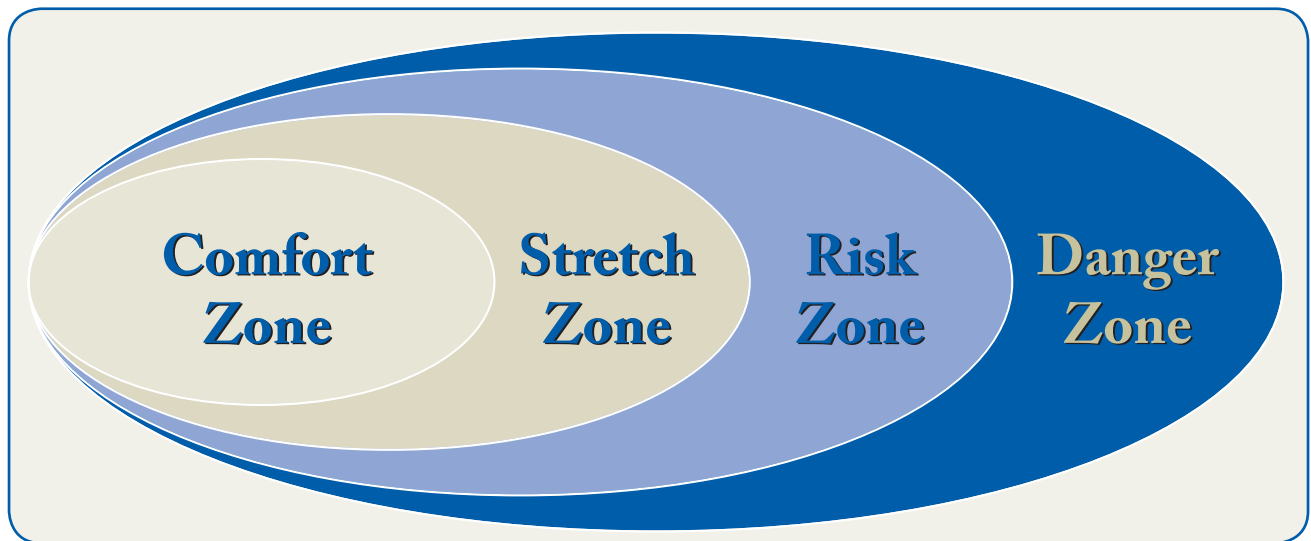 Comfort
Zone
Stretch
Zone
Risk
Zone
Danger
Zone